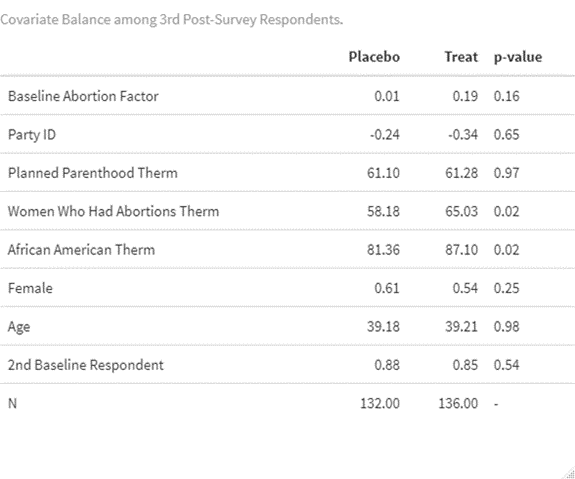 Covariate Balance among 3rd Post-Survey Respondents.
Placebo Treat p-value
Baseline Abortion Factor 0.01 0.19 0.16
Party ID -0.24 -0.34 0.65
Planned Parenthood Therm 61.10 61.28 0.97
Women Who Had Abortions Therm 58.18 65.03 0.02
African American Therm 81.36 87.10 0.02
Female 0.61 0.54 0.25
Age 39.18 39.21 0.98
2nd Baseline Respondent 0.88 0.85 0.54
N 132.00 136.00 -